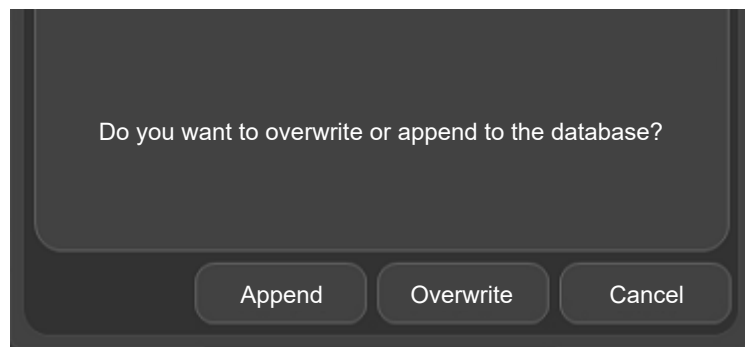 Do you want to overwrite or append to the database?
Append Overwrite Cancel